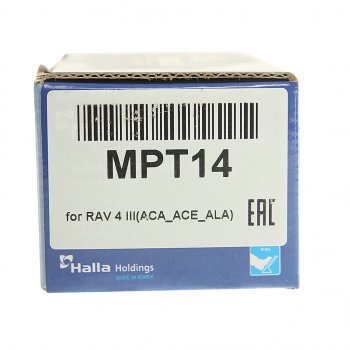 MPT14
for RAV 4 III(ACA_ACE_ALA)
EAC
Halla Holdings
MADE IN KOREA